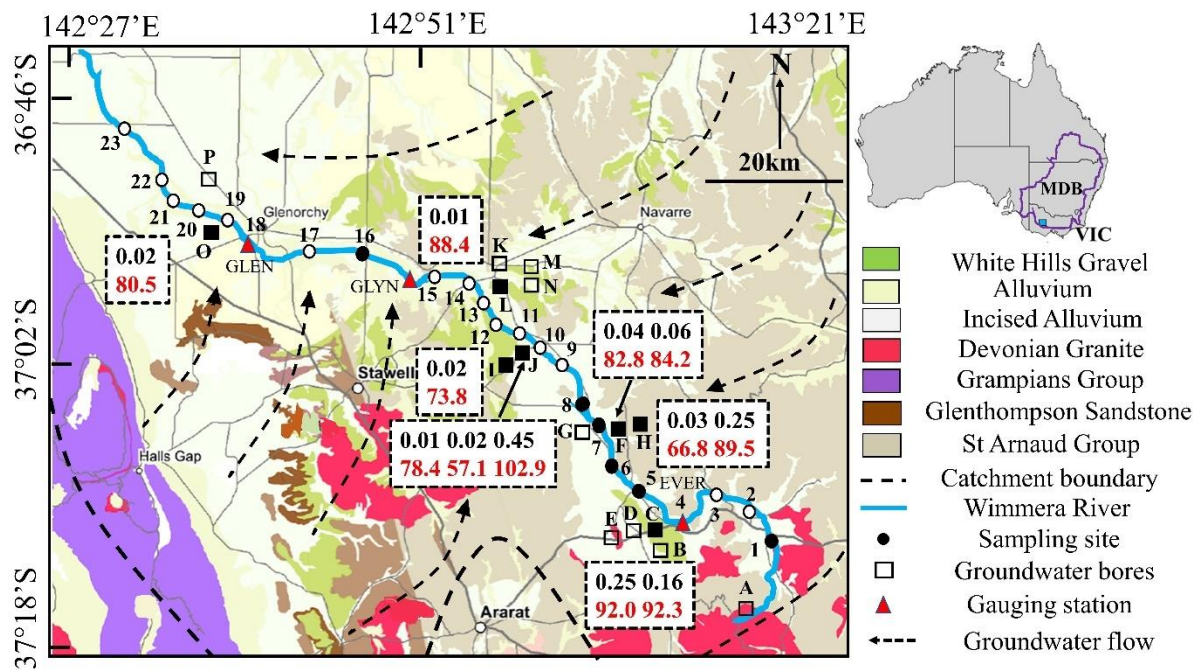 142°27’E
142°51’E
143°21’E
36°46’S
37°02’S
37°18’S
N
20km
23
22
21
20
19
18
17
16
15
14
13
12
11
10
9
8
7
6
5
4
3
2
1
P
O
K
M
L
N
I
J
G
F
H
E
D
C
B
A
Glenorchy
GLEN
GLYN
EVER
Navarre
Stawell
Halls Gap
Ararat
0.02
80.5
0.01
88.4
0.02
73.8
0.04 0.06
82.8 84.2
0.01 0.02 0.45
78.4 57.1 102.9
0.03 0.25
66.8 89.5
0.25 0.16
92.0 92.3
MDB
VIC
White Hills Gravel
Alluvium
Incised Alluvium
Devonian Granite
Grampians Group
Glenthompson Sandstone
St Arnaud Group
Catchment boundary
Wimmera River
Sampling site
Groundwater bores
Gauging station
Groundwater flow